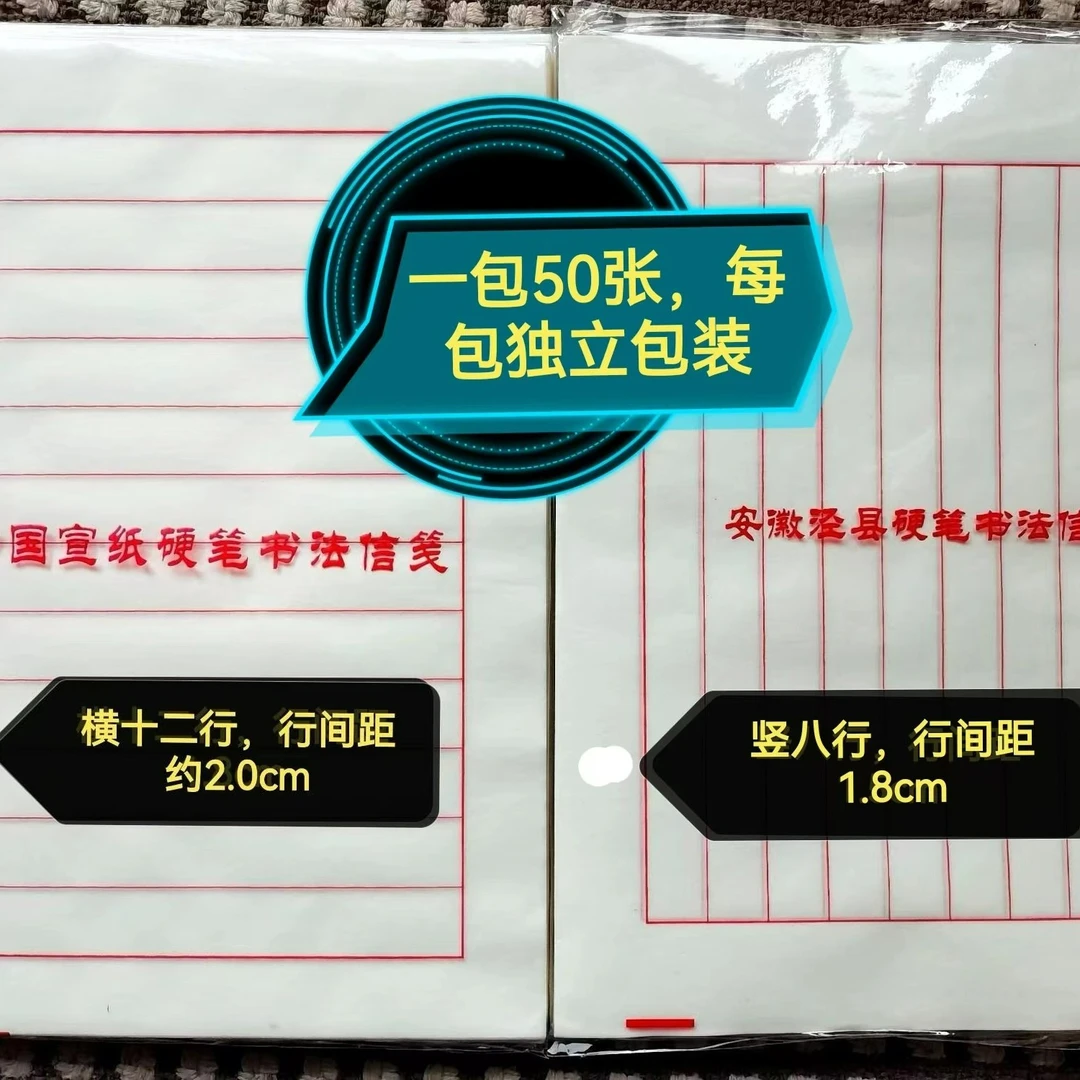 一包50张，每
包独立包装
国宣纸硬笔书法信笺
安徽泾县硬笔书法信
横十二行，行间距
约2.0cm
竖八行，行间距
1.8cm